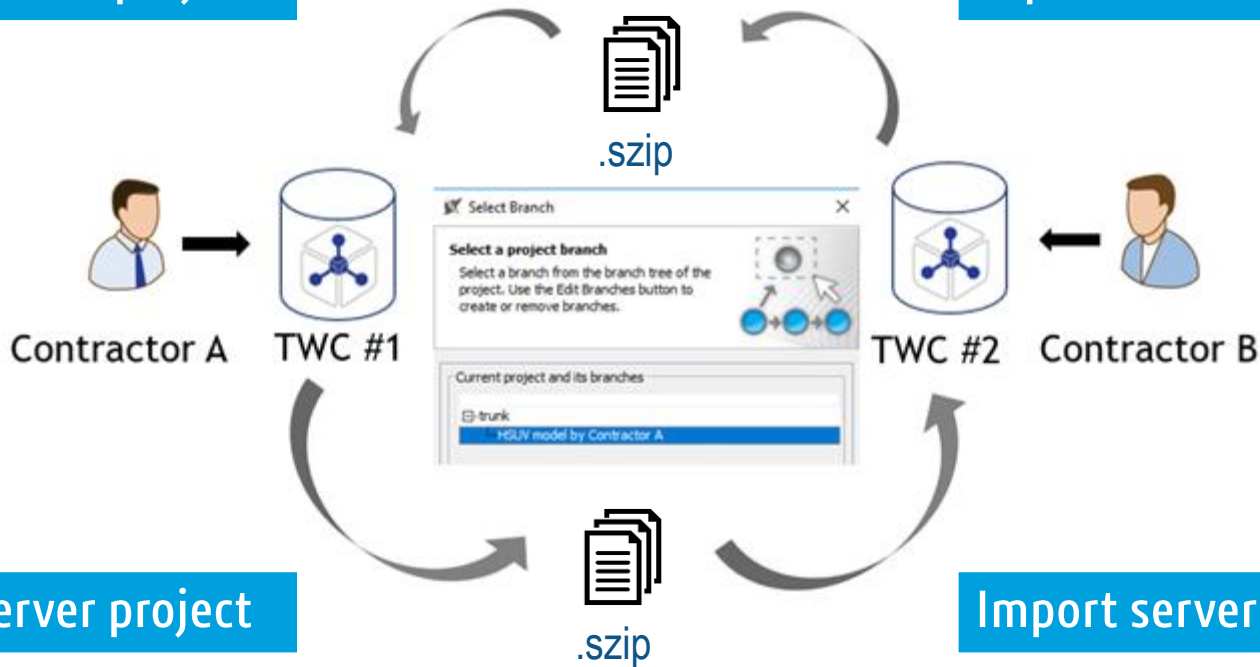 .szip
Select Branch
Select a project branch
Select a branch from the branch tree of the
project. Use the Edit Branches button to
create or remove branches.
Contractor A
TWC #1
TWC #2
Contractor B
Current project and its branches
trunk
HSUV model by Contractor A
server project
Import server
.szip